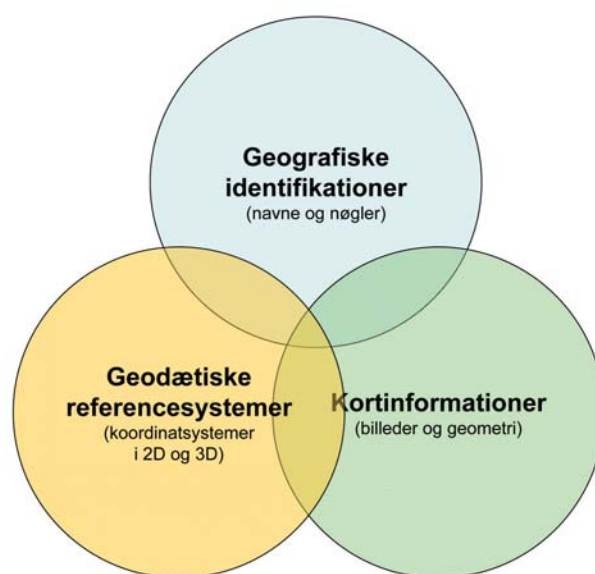 Geografiske
identifikationer
(navne og nøgler)
Geodætiske
referencesystemer
(koordinatsystemer
i 2D og 3D)
Kortinformationer
(billeder og geometri)